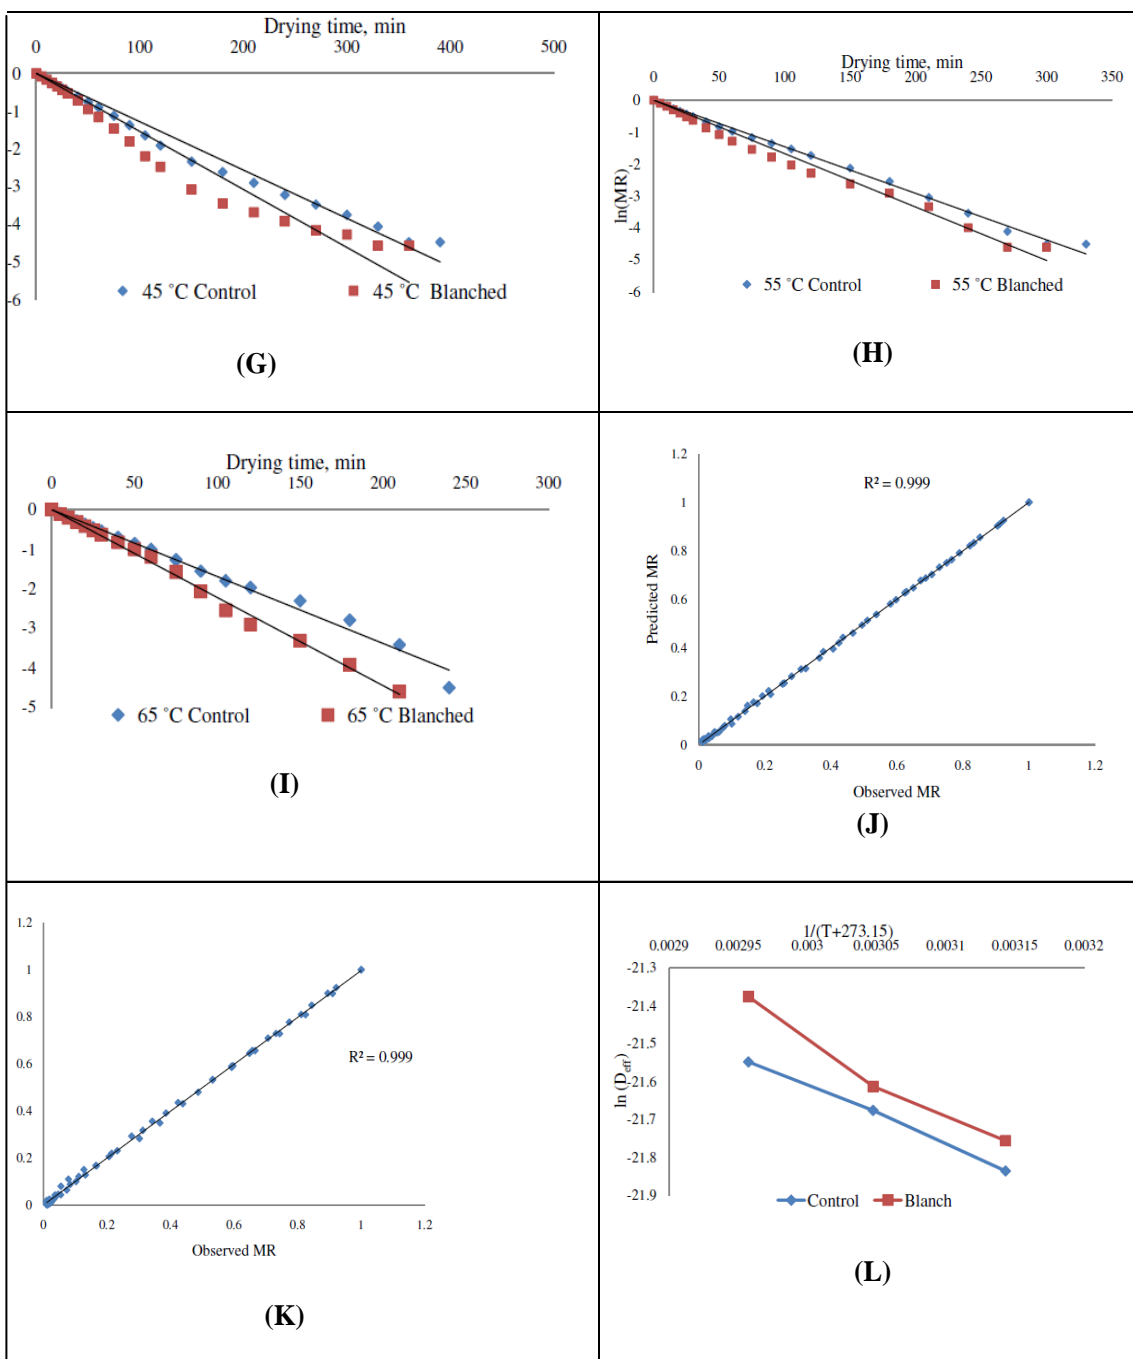 Drying time, min
0 100 200 300 400 500
0
-1
-2
-3
-4
-5
-6
45 °C Control 45 °C Blanched
(G)
Drying time, min
0 50 100 150 200 250 300 350
0
-1
-2
-3
-4
-5
-6
ln(MR)
55 °C Control 55 °C Blanched
(H)
Drying time, min
0 50 100 150 200 250 300
0
-1
-2
-3
-4
-5
65 °C Control 65 °C Blanched
(I)
1.2
1
0.8
0.6
0.4
0.2
0
Predicted MR
R² = 0.999
0 0.2 0.4 0.6 0.8 1 1.2
Observed MR
(J)
1.2
1
0.8
0.6
0.4
0.2
0
R² = 0.999
0 0.2 0.4 0.6 0.8 1 1.2
Observed MR
(K)
1/(T+273.15)
0.0029 0.00295 0.003 0.00305 0.0031 0.00315 0.0032
-21.3
-21.4
-21.5
-21.6
-21.7
-21.8
-21.9
ln (Deff)
Control Blanch
(L)